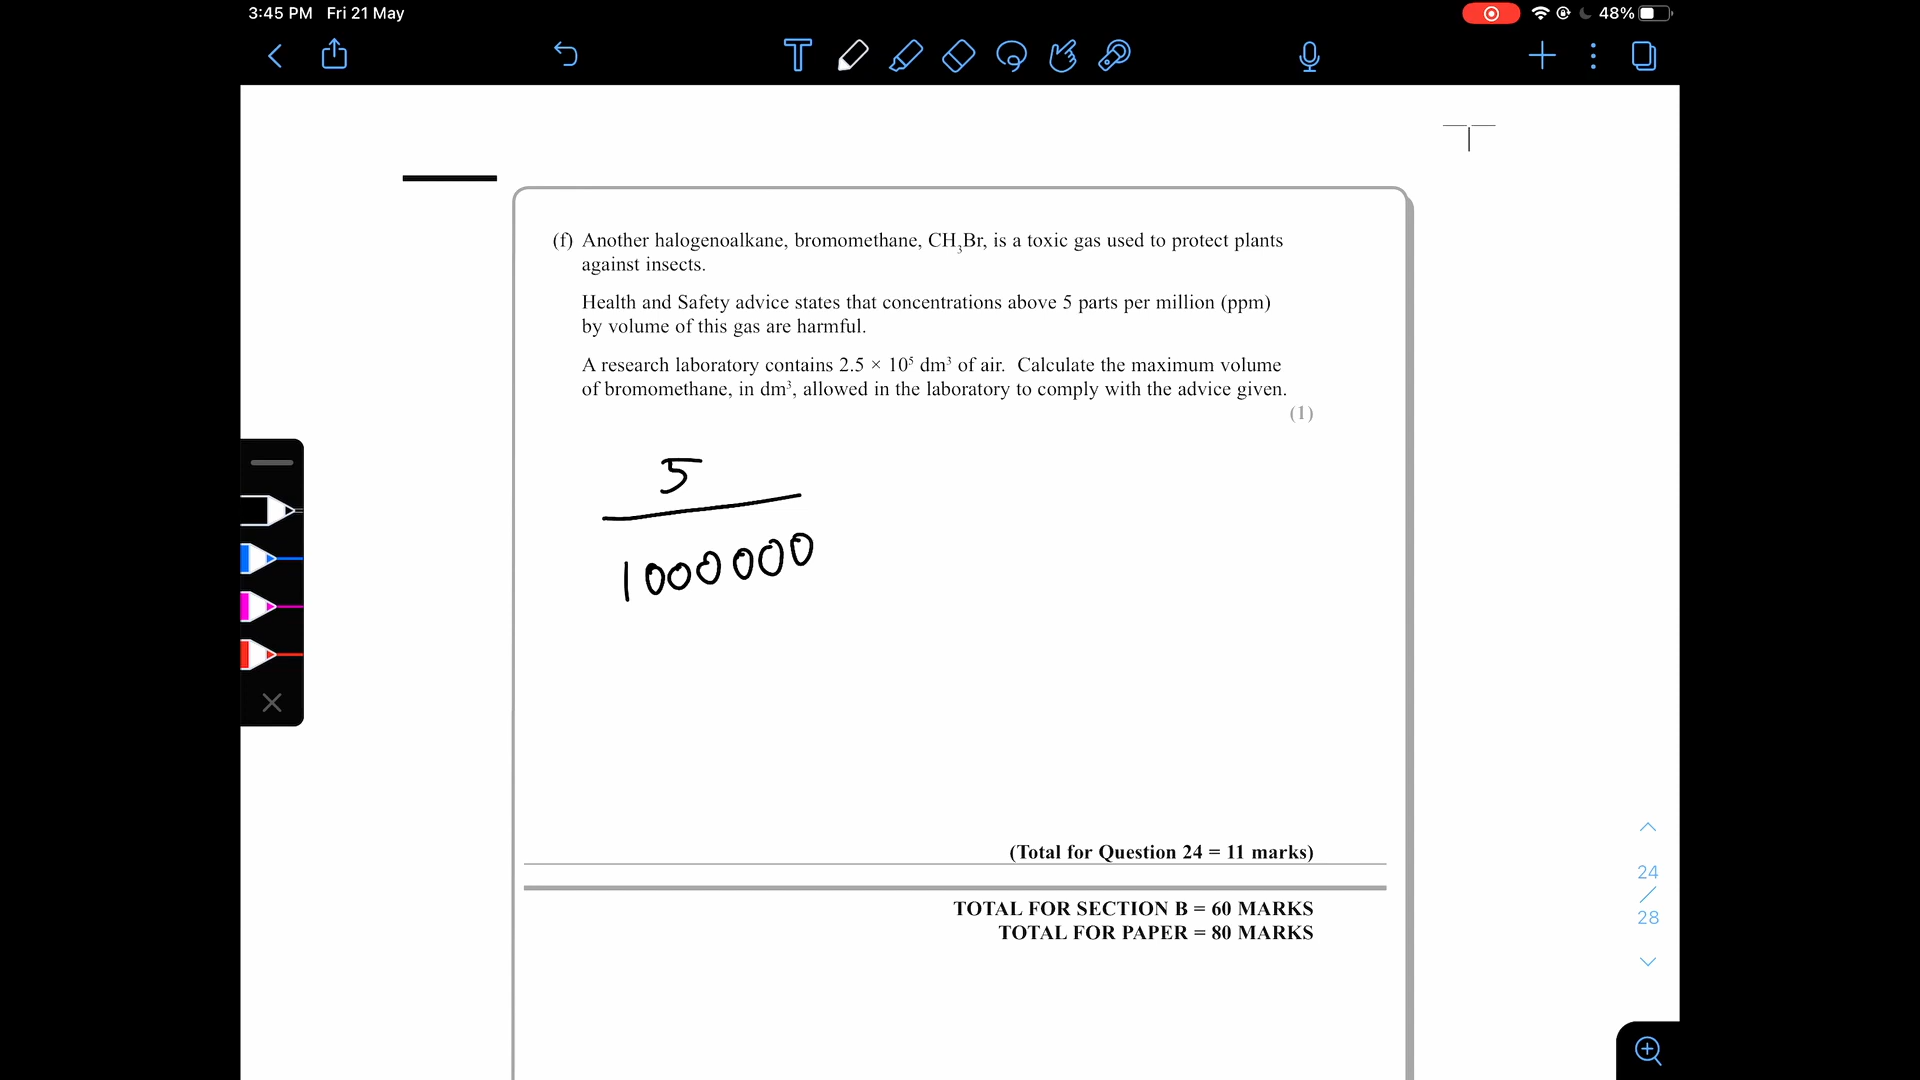 3:45 PM Fri 21 May
48%
(f) Another halogenoalkane, bromomethane, CH₃Br, is a toxic gas used to protect plants
against insects.
Health and Safety advice states that concentrations above 5 parts per million (ppm)
by volume of this gas are harmful.
A research laboratory contains 2.5 × 10⁵ dm³ of air. Calculate the maximum volume
of bromomethane, in dm³, allowed in the laboratory to comply with the advice given.
(1)
5
1000000
(Total for Question 24 = 11 marks)
TOTAL FOR SECTION B = 60 MARKS
TOTAL FOR PAPER = 80 MARKS
24
/
28